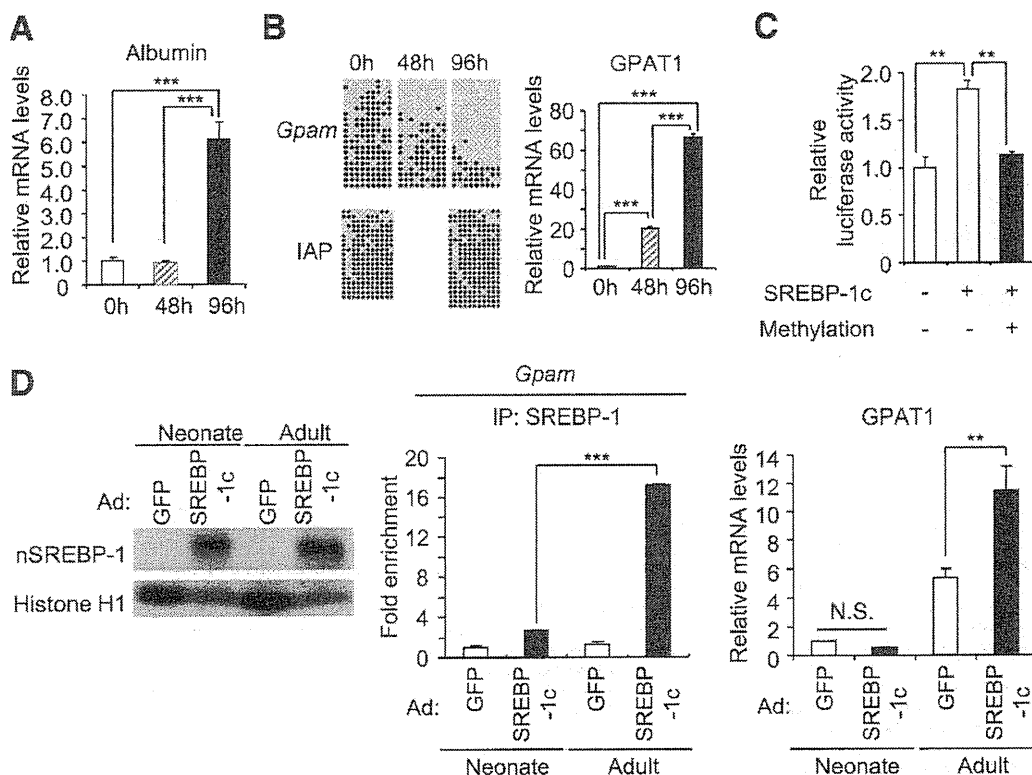 A
Albumin
***
***
Relative mRNA levels
8.0
7.0
6.0
5.0
4.0
3.0
2.0
1.0
0
0h 48h 96h
B
0h 48h 96h
Gpam
IAP
GPAT1
***
***
***
Relative mRNA levels
80
60
40
20
0
0h 48h 96h
C
** **
Relative
luciferase activity
2.0
1.5
1.0
0.5
0.0
SREBP-1c - + +
Methylation - - +
D
Neonate Adult
Ad: GFP SREBP-1c GFP SREBP-1c
nSREBP-1
Histone H1
Gpam
IP: SREBP-1
***
Fold enrichment
20
16
12
8
4
0
Ad: GFP SREBP-1c GFP SREBP-1c
Neonate Adult
GPAT1
**
N.S.
Relative mRNA levels
14
12
10
8
6
4
2
0
Ad: GFP SREBP-1c GFP SREBP-1c
Neonate Adult